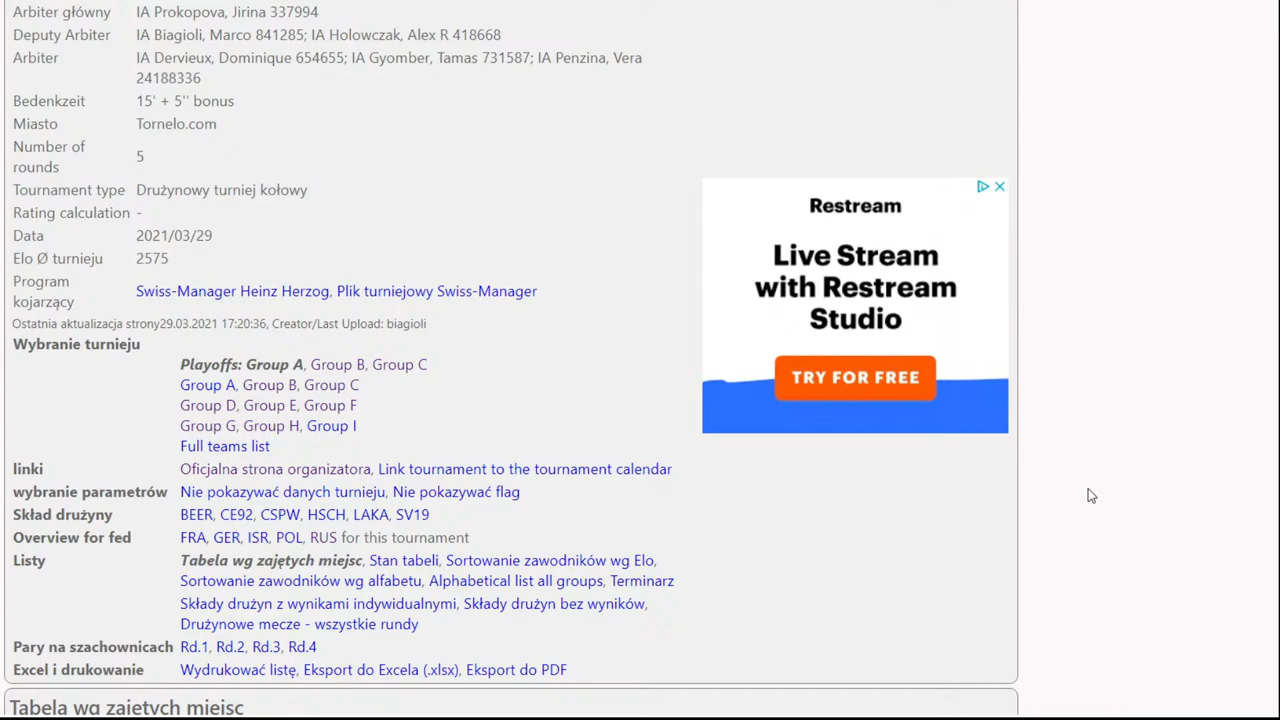 Arbiter główny IA Prokopova, Jirina 337994
Deputy Arbiter IA Biagioli, Marco 841285; IA Holowczak, Alex R 418668
Arbiter IA Dervieux, Dominique 654655; IA Gyomber, Tamas 731587; IA Penzina, Vera
24188336
Bedenkzeit 15' + 5'' bonus
Miasto Tornelo.com
Number of
rounds 5
Tournament type Drużynowy turniej kołowy
Rating calculation -
Data 2021/03/29
Elo Ø turnieju 2575
Program
kojarzący Swiss-Manager Heinz Herzog, Plik turniejowy Swiss-Manager
Ostatnia aktualizacja strony29.03.2021 17:20:36, Creator/Last Upload: biagioli
Wybranie turnieju
Playoffs: Group A, Group B, Group C
Group A, Group B, Group C
Group D, Group E, Group F
Group G, Group H, Group I
Full teams list
linki Oficjalna strona organizatora, Link tournament to the tournament calendar
wybranie parametrów Nie pokazywać danych turnieju, Nie pokazywać flag
Skład drużyny BEER, CE92, CSPW, HSCH, LAKA, SV19
Overview for fed FRA, GER, ISR, POL, RUS for this tournament
Listy Tabela wg zajętych miejsc, Stan tabeli, Sortowanie zawodników wg Elo,
Sortowanie zawodników wg alfabetu, Alphabetical list all groups, Terminarz
Składy drużyn z wynikami indywidualnymi, Składy drużyn bez wyników,
Drużynowe mecze - wszystkie rundy
Pary na szachownicach Rd.1, Rd.2, Rd.3, Rd.4
Excel i drukowanie Wydrukować listę, Eksport do Excela (.xlsx), Eksport do PDF
Tabela wg zajętych miejsc
Restream
Live Stream
with Restream
Studio
TRY FOR FREE